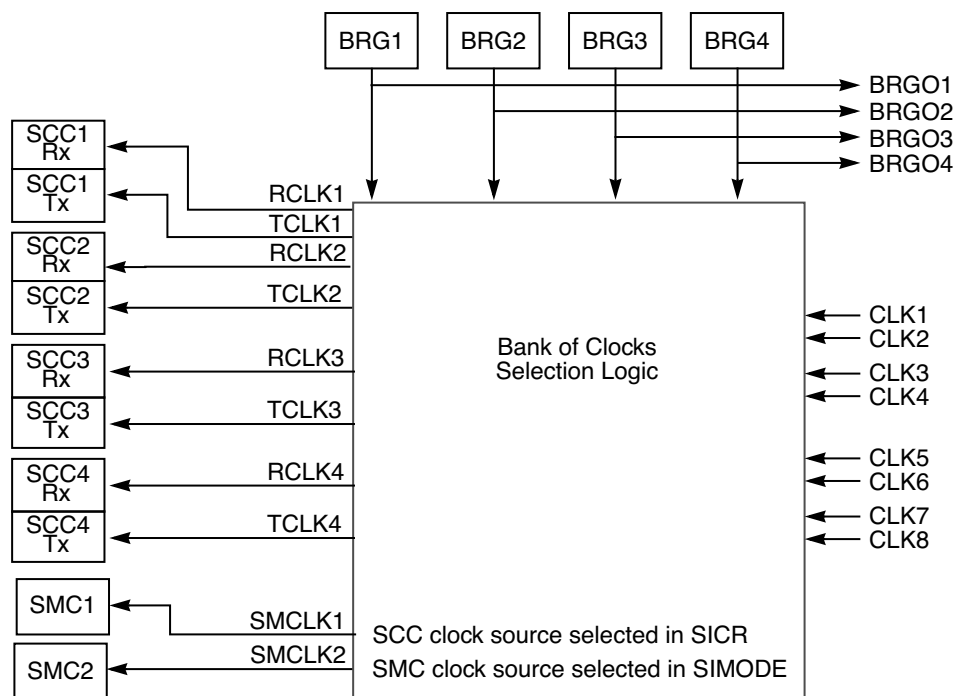 BRG1
BRG2
BRG3
BRG4
BRGO1
BRGO2
BRGO3
BRGO4
SCC1
Rx
SCC1
Tx
SCC2
Rx
SCC2
Tx
SCC3
Rx
SCC3
Tx
SCC4
Rx
SCC4
Tx
SMC1
SMC2
RCLK1
TCLK1
RCLK2
TCLK2
RCLK3
TCLK3
RCLK4
TCLK4
SMCLK1
SMCLK2
Bank of Clocks
Selection Logic
SCC clock source selected in SICR
SMC clock source selected in SIMODE
CLK1
CLK2
CLK3
CLK4
CLK5
CLK6
CLK7
CLK8